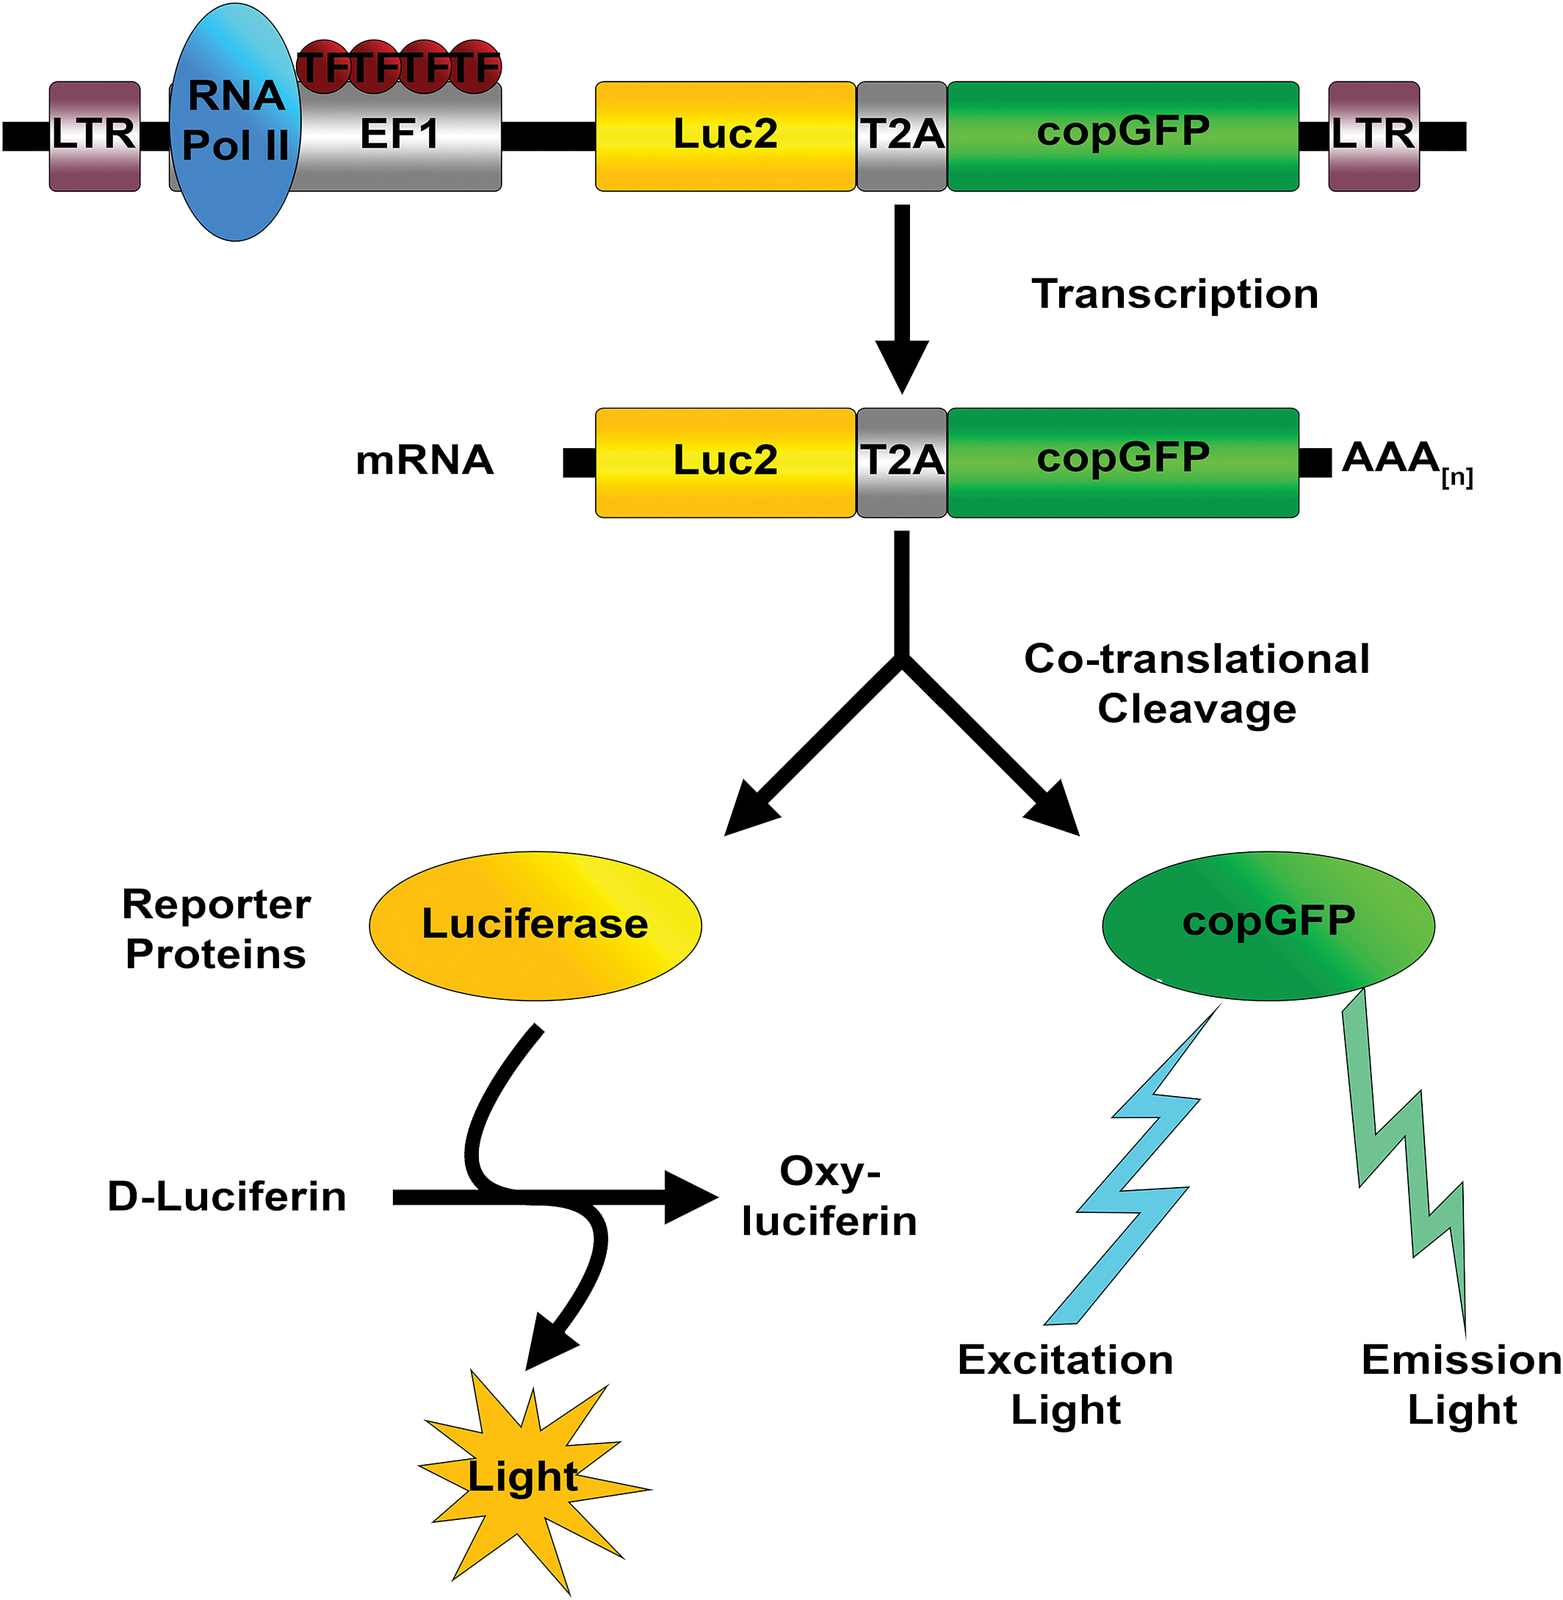 RNA
Pol II
TF TF TF TF
LTR
EF1
Luc2
T2A
copGFP
LTR
Transcription
mRNA
Luc2
T2A
copGFP
AAA[n]
Co-translational
Cleavage
Reporter
Proteins
Luciferase
copGFP
D-Luciferin
Oxy-
luciferin
Light
Excitation
Light
Emission
Light